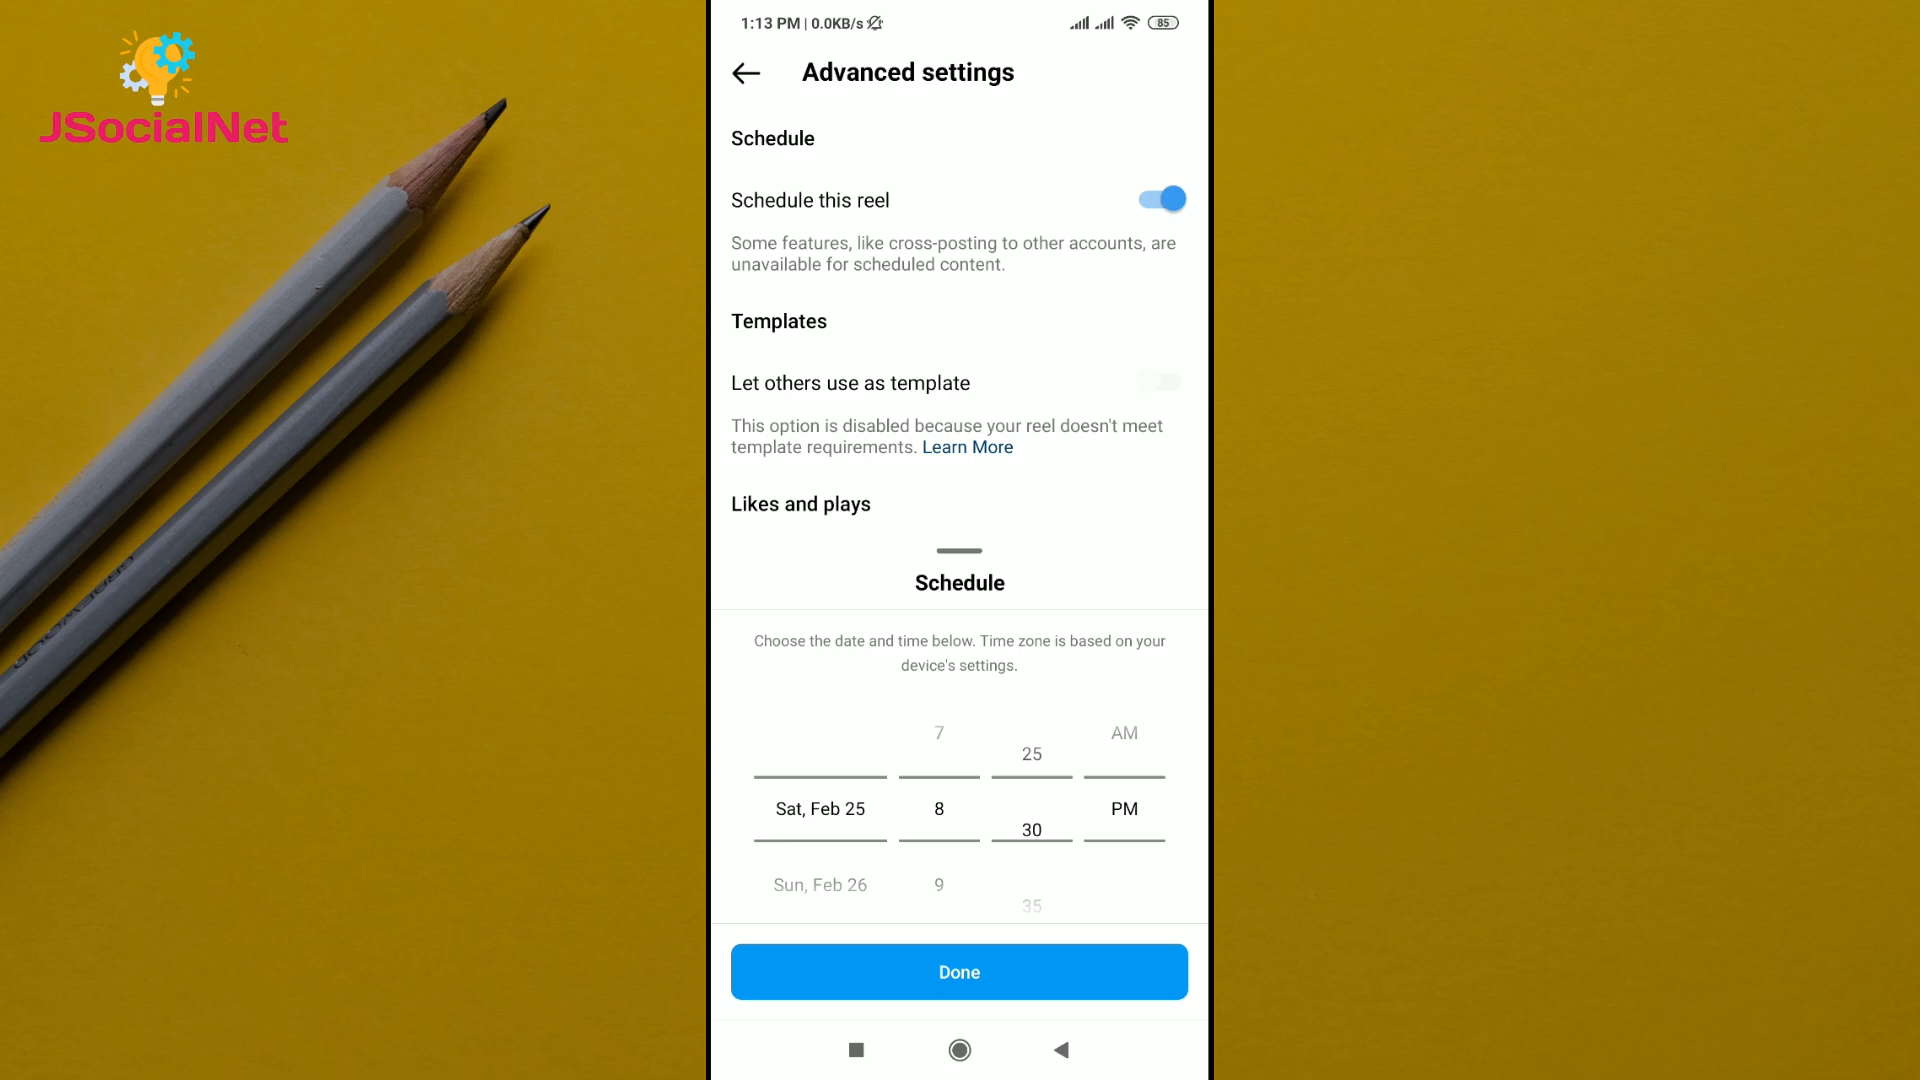 JSocialNet
1:13 PM | 0.0KB/s
85
Advanced settings
Schedule
Schedule this reel
Some features, like cross-posting to other accounts, are
unavailable for scheduled content.
Templates
Let others use as template
This option is disabled because your reel doesn't meet
template requirements. Learn More
Likes and plays
Schedule
Choose the date and time below. Time zone is based on your
device's settings.
7 AM
25
Sat, Feb 25 8 PM
30
Sun, Feb 26 9
35
Done